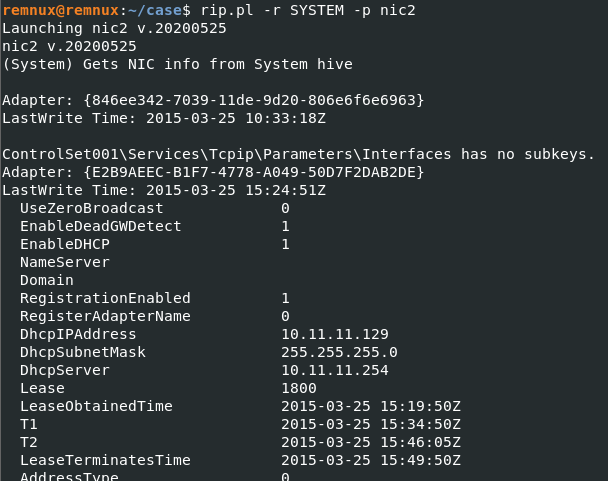 remnux@remnux:~/case$ rip.pl -r SYSTEM -p nic2
Launching nic2 v.20200525
nic2 v.20200525
(System) Gets NIC info from System hive
Adapter: {846ee342-7039-11de-9d20-806e6f6e6963}
LastWrite Time: 2015-03-25 10:33:18Z
ControlSet001\Services\Tcpip\Parameters\Interfaces has no subkeys.
Adapter: {E2B9AEEC-B1F7-4778-A049-50D7F2DAB2DE}
LastWrite Time: 2015-03-25 15:24:51Z
UseZeroBroadcast 0
EnableDeadGWDetect 1
EnableDHCP 1
NameServer
Domain
RegistrationEnabled 1
RegisterAdapterName 0
DhcpIPAddress 10.11.11.129
DhcpSubnetMask 255.255.255.0
DhcpServer 10.11.11.254
Lease 1800
LeaseObtainedTime 2015-03-25 15:19:50Z
T1 2015-03-25 15:34:50Z
T2 2015-03-25 15:46:05Z
LeaseTerminatesTime 2015-03-25 15:49:50Z
AddressType 0